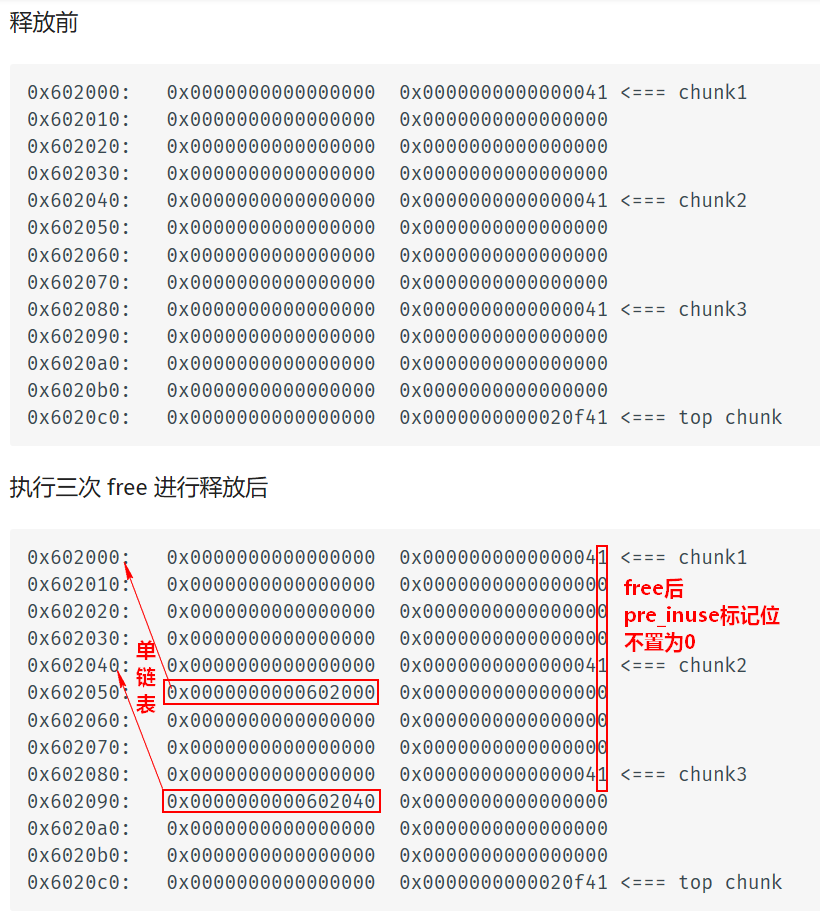 释放前
0x602000: 0x0000000000000000 0x0000000000000041 <=== chunk1
0x602010: 0x0000000000000000 0x0000000000000000
0x602020: 0x0000000000000000 0x0000000000000000
0x602030: 0x0000000000000000 0x0000000000000000
0x602040: 0x0000000000000000 0x0000000000000041 <=== chunk2
0x602050: 0x0000000000000000 0x0000000000000000
0x602060: 0x0000000000000000 0x0000000000000000
0x602070: 0x0000000000000000 0x0000000000000000
0x602080: 0x0000000000000000 0x0000000000000041 <=== chunk3
0x602090: 0x0000000000000000 0x0000000000000000
0x6020a0: 0x0000000000000000 0x0000000000000000
0x6020b0: 0x0000000000000000 0x0000000000000000
0x6020c0: 0x0000000000000000 0x0000000000020f41 <=== top chunk
执行三次 free 进行释放后
0x602000: 0x0000000000000000 0x0000000000000041 <=== chunk1
0x602010: 0x0000000000000000 0x0000000000000000
0x602020: 0x0000000000000000 0x0000000000000000
0x602030: 0x0000000000000000 0x0000000000000000
0x602040: 0x0000000000000000 0x0000000000000041 <=== chunk2
0x602050: 0x0000000000602000 0x0000000000000000
0x602060: 0x0000000000000000 0x0000000000000000
0x602070: 0x0000000000000000 0x0000000000000000
0x602080: 0x0000000000000000 0x0000000000000041 <=== chunk3
0x602090: 0x0000000000602040 0x0000000000000000
0x6020a0: 0x0000000000000000 0x0000000000000000
0x6020b0: 0x0000000000000000 0x0000000000000000
0x6020c0: 0x0000000000000000 0x0000000000020f41 <=== top chunk
free后
pre_inuse标记位
不置为0
单链表